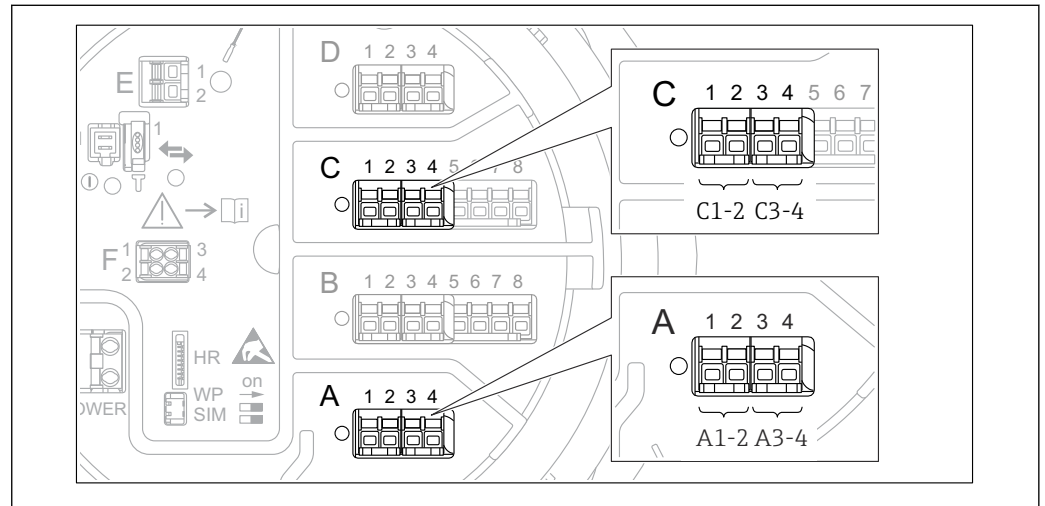 D 1 2 3 4
E 1
2
1
C 1 2 3 4 5 6 7 8
i
F 1 3
2 4
B 1 2 3 4 5 6 7 8
HR
WP on
SIM
OWER
A 1 2 3 4
C 1 2 3 4 5 6 7
C1-2 C3-4
A 1 2 3 4
A1-2 A3-4